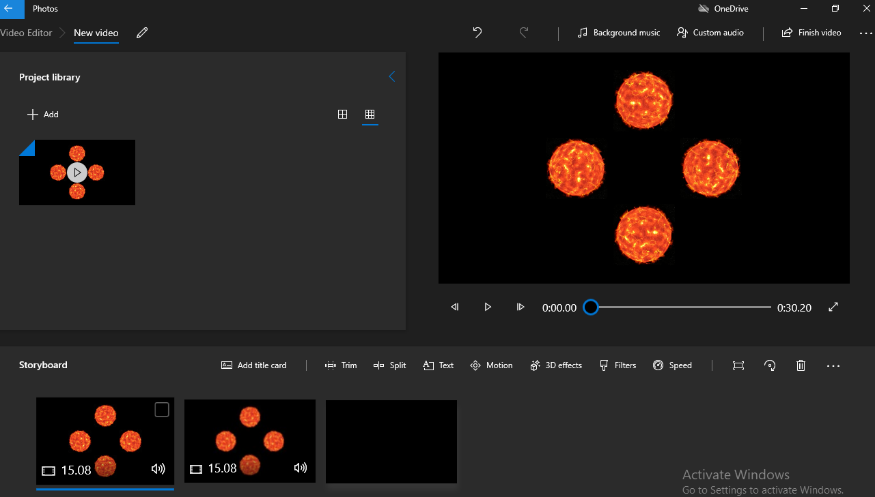 Photos
OneDrive
Video Editor
New video
Background music
Custom audio
Finish video
Project library
Add
0:00.00
0:30.20
Storyboard
Add title card
Trim
Split
Text
Motion
3D effects
Filters
Speed
15.08
15.08
Activate Windows
Go to Settings to activate Windows.